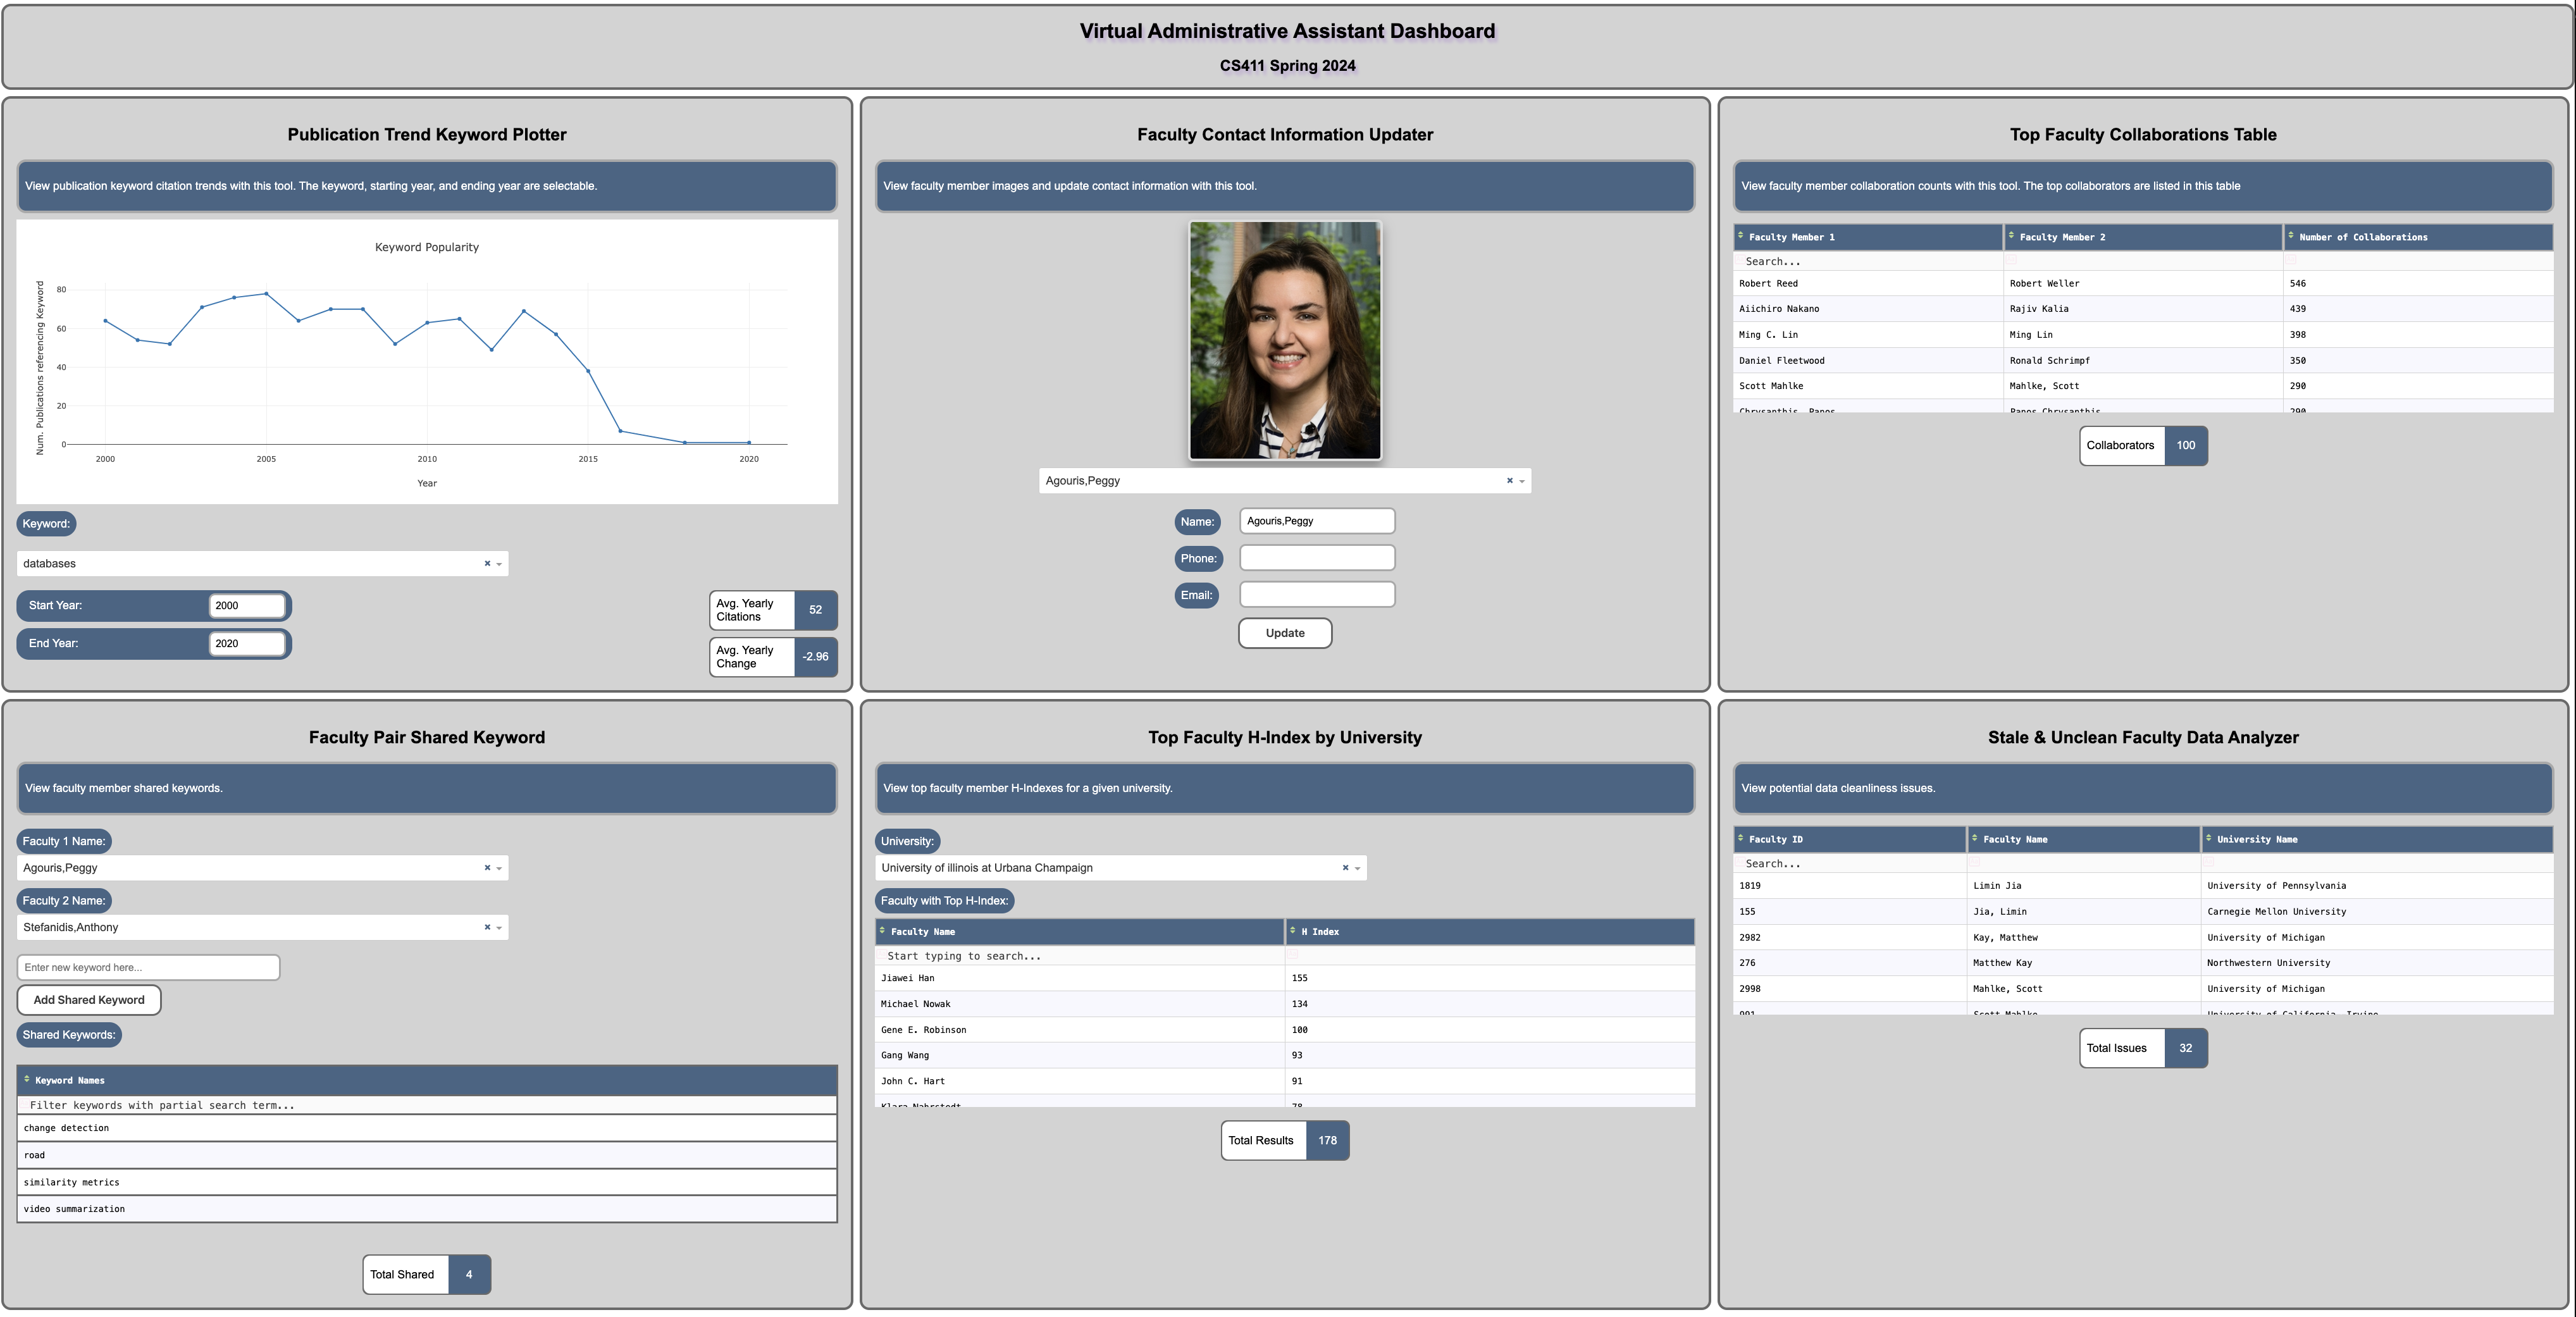 Virtual Administrative Assistant Dashboard
CS411 Spring 2024
Publication Trend Keyword Plotter
View publication keyword citation trends with this tool. The keyword, starting year, and ending year are selectable.
Keyword Popularity
Num. Publications referencing Keyword
80
60
40
20
0
2000 2005 2010 2015 2020
Year
Keyword:
databases
Start Year: 2000
End Year: 2020
Avg. Yearly
Citations
52
Avg. Yearly
Change
-2.96
Faculty Contact Information Updater
View faculty member images and update contact information with this tool.
Agouris,Peggy
Name: Agouris,Peggy
Phone:
Email:
Update
Top Faculty Collaborations Table
View faculty member collaboration counts with this tool. The top collaborators are listed in this table
Faculty Member 1 Faculty Member 2 Number of Collaborations
Search...
Robert Reed Robert Weller 546
Aiichiro Nakano Rajiv Kalia 439
Ming C. Lin Ming Lin 398
Daniel Fleetwood Ronald Schrimpf 350
Scott Mahlke Mahlke, Scott 290
Chrysanthis, Panos Panos Chrysanthis 290
Collaborators 100
Faculty Pair Shared Keyword
View faculty member shared keywords.
Faculty 1 Name:
Agouris,Peggy
Faculty 2 Name:
Stefanidis,Anthony
Enter new keyword here...
Add Shared Keyword
Shared Keywords:
Keyword Names
Filter keywords with partial search term...
change detection
road
similarity metrics
video summarization
Total Shared 4
Top Faculty H-Index by University
View top faculty member H-Indexes for a given university.
University:
University of illinois at Urbana Champaign
Faculty with Top H-Index:
Faculty Name H Index
Start typing to search...
Jiawei Han 155
Michael Nowak 134
Gene E. Robinson 100
Gang Wang 93
John C. Hart 91
Klara Nahrstedt 78
Total Results 178
Stale & Unclean Faculty Data Analyzer
View potential data cleanliness issues.
Faculty ID Faculty Name University Name
Search...
1819 Limin Jia University of Pennsylvania
155 Jia, Limin Carnegie Mellon University
2982 Kay, Matthew University of Michigan
276 Matthew Kay Northwestern University
2998 Mahlke, Scott University of Michigan
991 Scott Mahlke University of California, Irvine
Total Issues 32